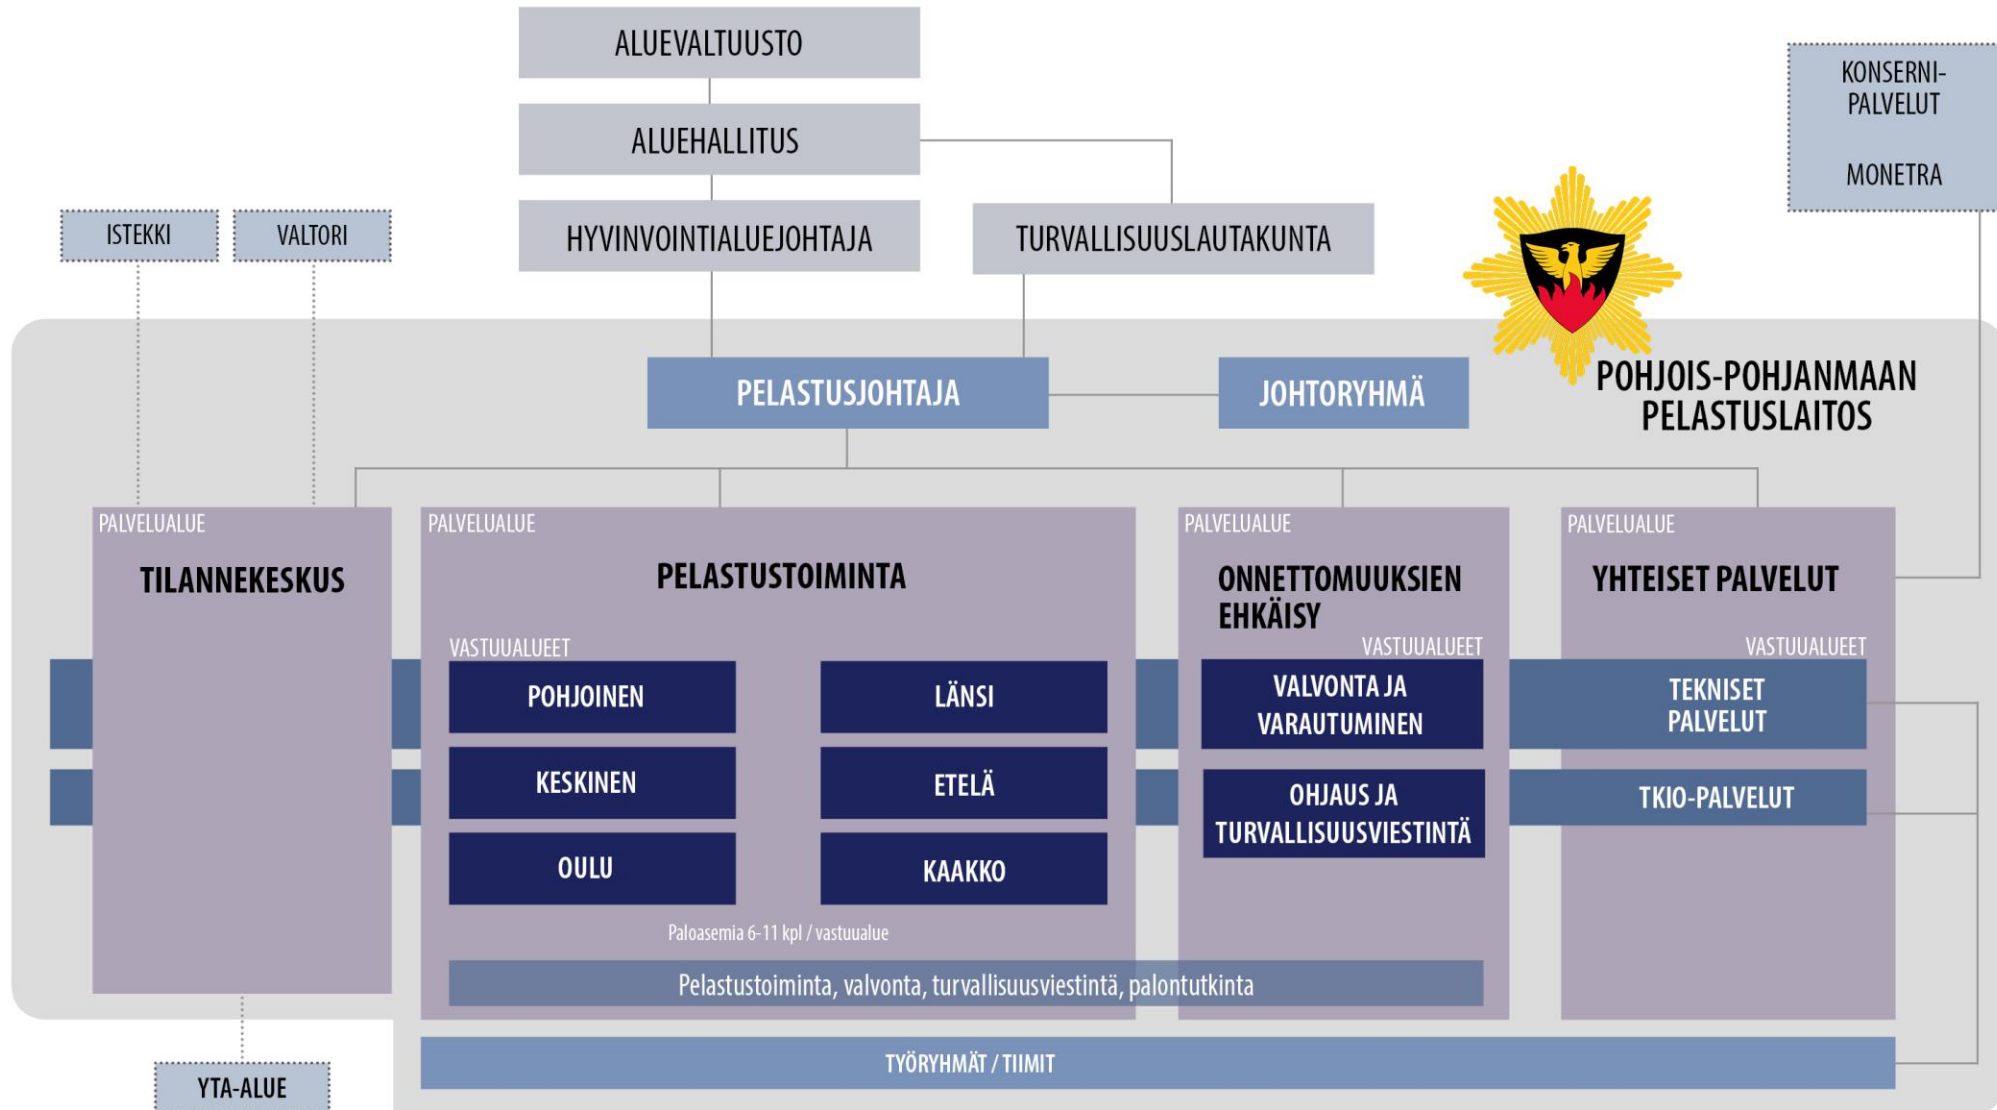 ALUEVALTUUSTO
KONSERNI-
PALVELUT
MONETRA
ALUEHALLITUS
ISTEKKI
VALTORI
HYVINVOINTIALUEJOHTAJA
TURVALLISUUSLAUTAKUNTA
PELASTUSJOHTAJA
JOHTORYHMÄ
POHJOIS-POHJANMAAN
PELASTUSLAITOS
PALVELUALUE
TILANNEKESKUS
PALVELUALUE
PELASTUSTOIMINTA
VASTUUALUEET
POHJOINEN
LÄNSI
KESKINEN
ETELÄ
OULU
KAAKKO
Paloasemia 6-11 kpl / vastuualue
PALVELUALUE
ONNETTOMUUKSIEN
EHKÄISY
VASTUUALUEET
VALVONTA JA
VARAUTUMINEN
OHJAUS JA
TURVALLISUUSVIESTINTÄ
PALVELUALUE
YHTEISET PALVELUT
VASTUUALUEET
TEKNISET
PALVELUT
TKIO-PALVELUT
Pelastustoiminta, valvonta, turvallisuusviestintä, palontutkinta
TYÖRYHMÄT / TIIMIT
YTA-ALUE